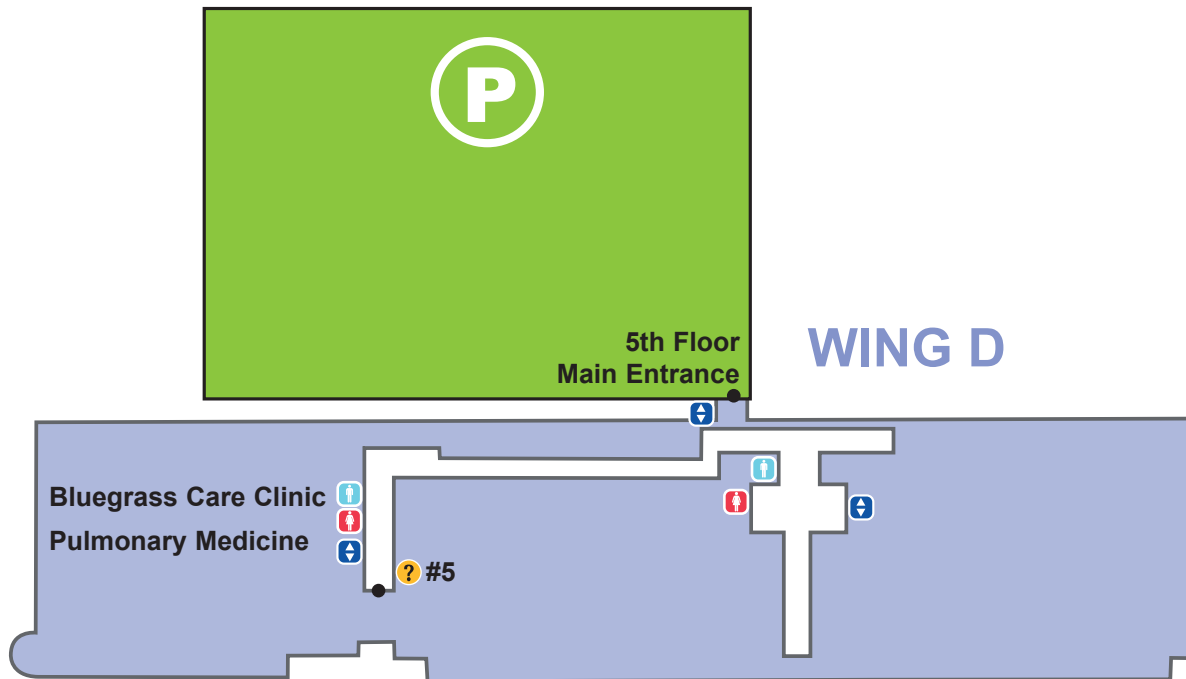 P
5th Floor
Main Entrance
WING D
Bluegrass Care Clinic
Pulmonary Medicine
? #5